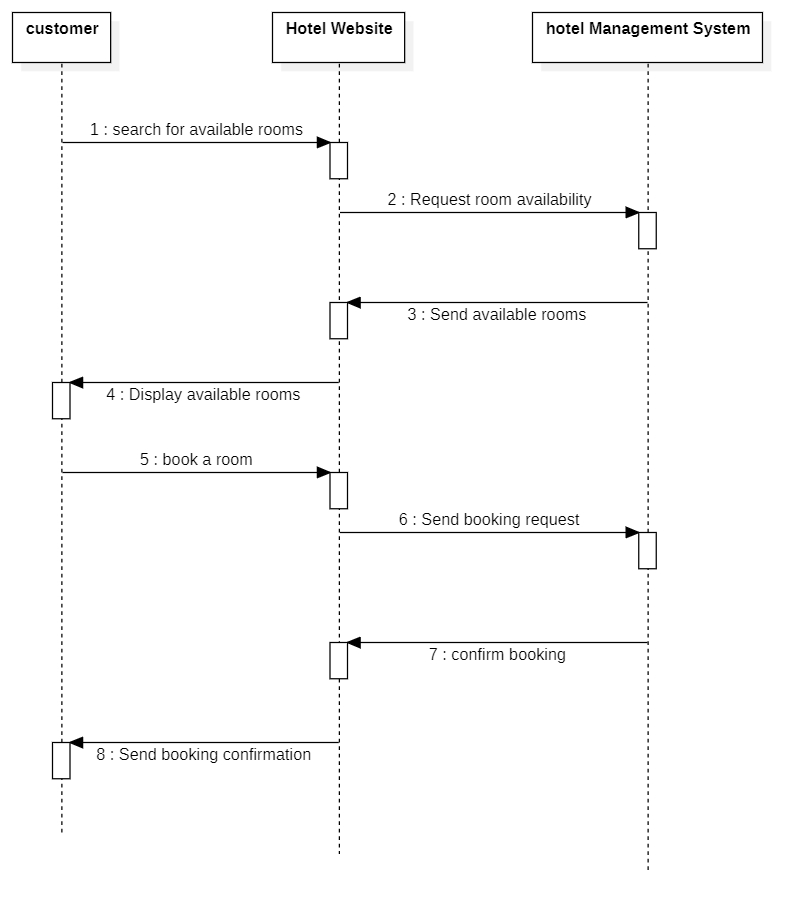 customer
Hotel Website
hotel Management System
1 : search for available rooms
2 : Request room availability
3 : Send available rooms
4 : Display available rooms
5 : book a room
6 : Send booking request
7 : confirm booking
8 : Send booking confirmation